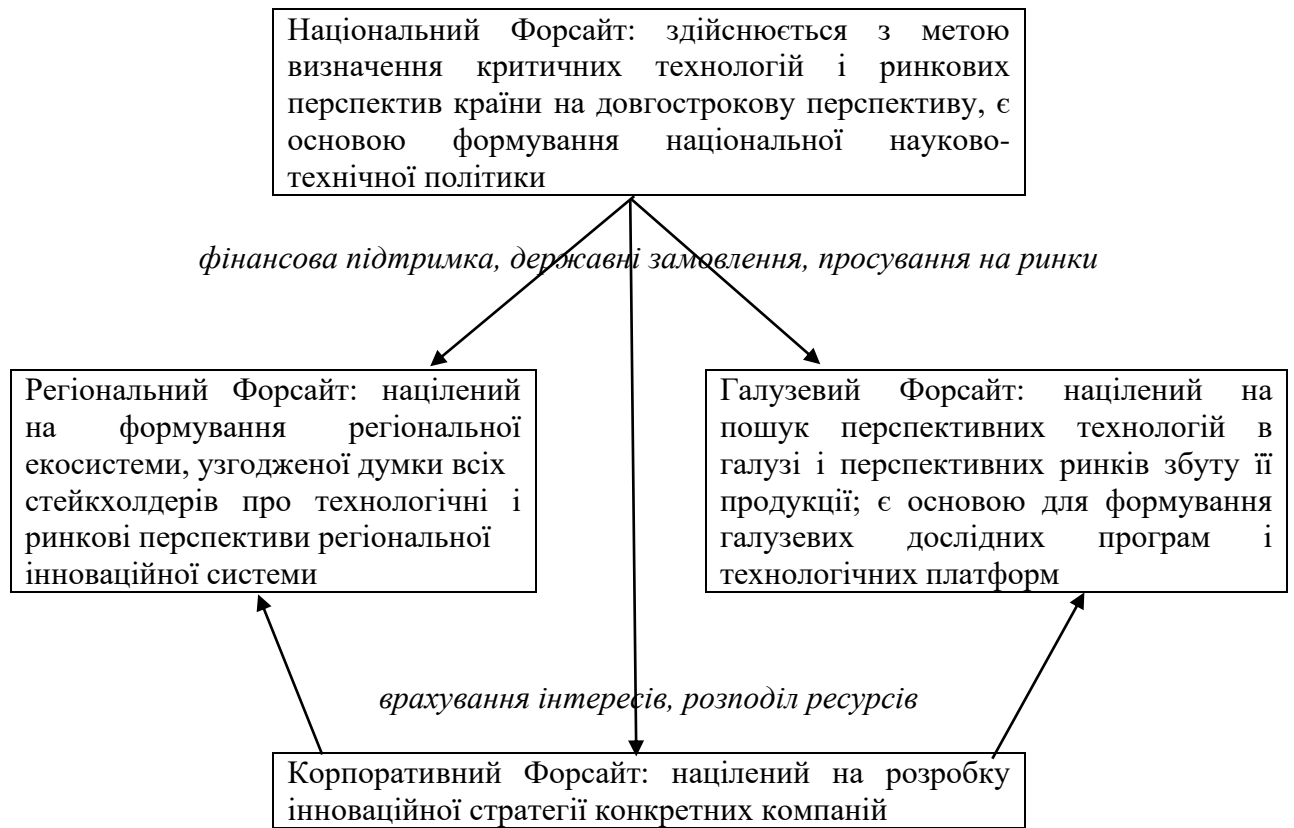 Національний Форсайт: здійснюється з метою
визначення критичних технологій і ринкових
перспектив країни на довгострокову перспективу, є
основою формування національної науково-
технічної політики
фінансова підтримка, державні замовлення, просування на ринки
Регіональний Форсайт: націлений
на формування регіональної
екосистеми, узгодженої думки всіх
стейкхолдерів про технологічні і
ринкові перспективи регіональної
інноваційної системи
Галузевий Форсайт: націлений на
пошук перспективних технологій в
галузі і перспективних ринків збуту її
продукції; є основою для формування
галузевих дослідних програм і
технологічних платформ
врахування інтересів, розподіл ресурсів
Корпоративний Форсайт: націлений на розробку
інноваційної стратегії конкретних компаній